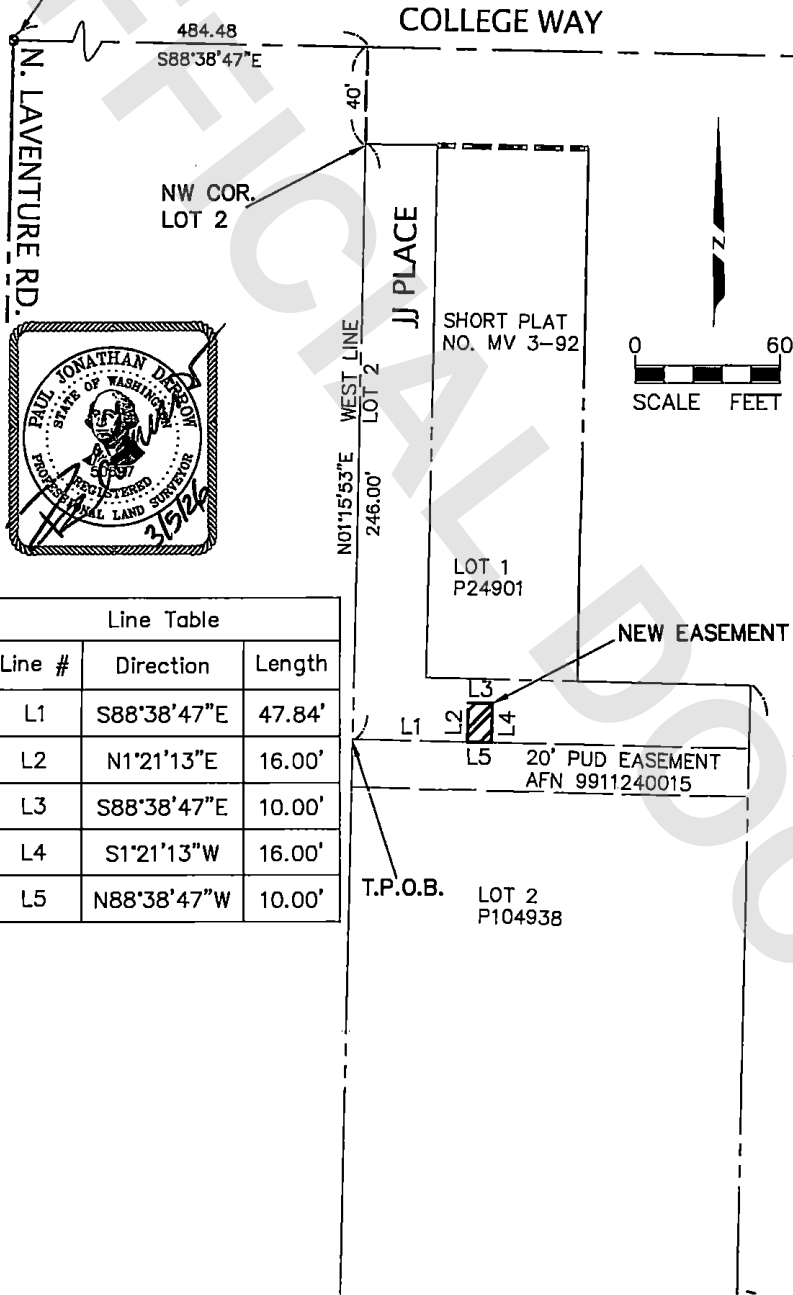 COLLEGE WAY
484.48
S88°38'47"E
40'
N. LAVENTURE RD.
NW COR.
LOT 2
JJ PLACE
SHORT PLAT
NO. MV 3-92
N
0 60
SCALE FEET
WEST LINE
LOT 2
N01°15'53"E
246.00'
PAUL JONATHAN DARROW
STATE OF WASHINGTON
REGISTERED
PROFESSIONAL LAND SURVEYOR
3/5/26
LOT 1
P24901
NEW EASEMENT
Line Table
Line # Direction Length
L1 S88°38'47"E 47.84'
L2 N1°21'13"E 16.00'
L3 S88°38'47"E 10.00'
L4 S1°21'13"W 16.00'
L5 N88°38'47"W 10.00'
L3
L1 L2 L4
L5
20' PUD EASEMENT
AFN 9911240015
T.P.O.B.
LOT 2
P104938